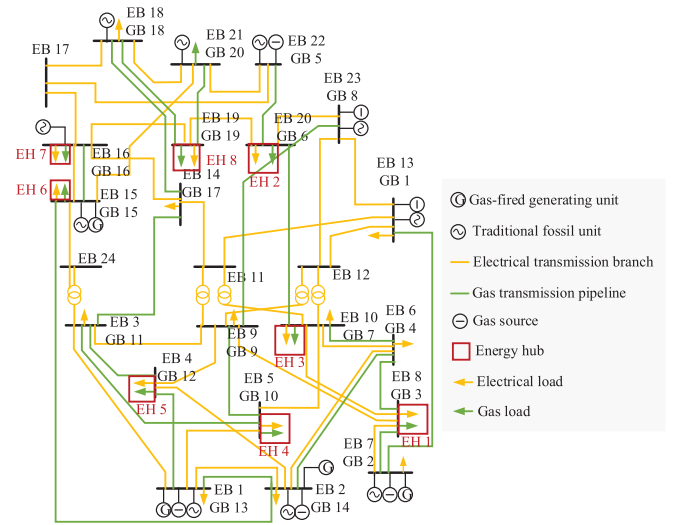 EB 18
GB 18
EB 17
EB 21
GB 20
EB 22
GB 5
EB 23
GB 8
EB 19
GB 19
EB 20
GB 6
EH 7
EB 16
GB 16
EH 8
EH 2
EB 14
GB 17
EB 13
GB 1
EH 6
EB 15
GB 15
EB 24
EB 11
EB 12
EB 3
GB 11
EB 9
GB 9
EB 10
GB 7
EB 6
GB 4
EH 3
EB 4
GB 12
EH 5
EB 5
GB 10
EH 4
EB 8
GB 3
EH 1
EB 7
GB 2
EB 1
GB 13
EB 2
GB 14
G
G
G
G
Gas-fired generating unit
Traditional fossil unit
Electrical transmission branch
Gas transmission pipeline
Gas source
Energy hub
Electrical load
Gas load